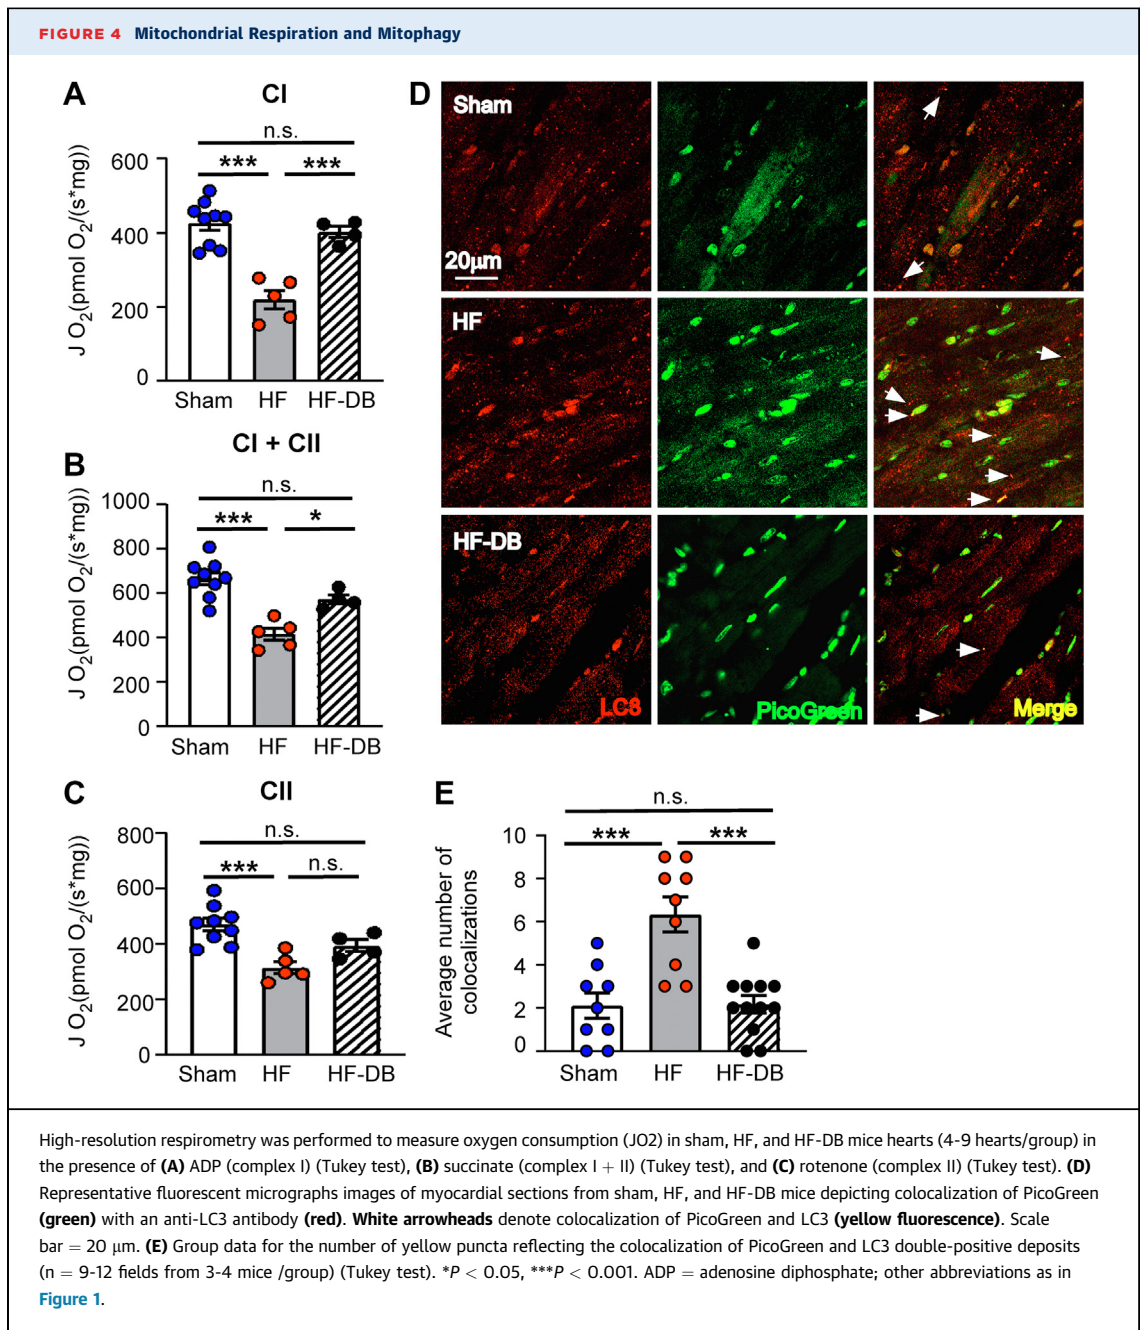 FIGURE 4 Mitochondrial Respiration and Mitophagy
A
CI
n.s.
*** ***
J O2(pmol O2/(s*mg))
600
400
200
0
Sham HF HF-DB
B
CI + CII
n.s.
*** *
J O2(pmol O2/(s*mg))
1000
800
600
400
200
0
Sham HF HF-DB
C
CII
n.s.
*** n.s.
J O2(pmol O2/(s*mg))
800
600
400
200
0
Sham HF HF-DB
D
Sham
20μm
HF
HF-DB
LC3 PicoGreen Merge
E
n.s.
*** ***
Average number of
colocalizations
10
8
6
4
2
0
Sham HF HF-DB
High-resolution respirometry was performed to measure oxygen consumption (JO2) in sham, HF, and HF-DB mice hearts (4-9 hearts/group) in
the presence of (A) ADP (complex I) (Tukey test), (B) succinate (complex I + II) (Tukey test), and (C) rotenone (complex II) (Tukey test). (D)
Representative fluorescent micrographs images of myocardial sections from sham, HF, and HF-DB mice depicting colocalization of PicoGreen
(green) with an anti-LC3 antibody (red). White arrowheads denote colocalization of PicoGreen and LC3 (yellow fluorescence). Scale
bar = 20 μm. (E) Group data for the number of yellow puncta reflecting the colocalization of PicoGreen and LC3 double-positive deposits
(n = 9-12 fields from 3-4 mice /group) (Tukey test). *P < 0.05, ***P < 0.001. ADP = adenosine diphosphate; other abbreviations as in
Figure 1.